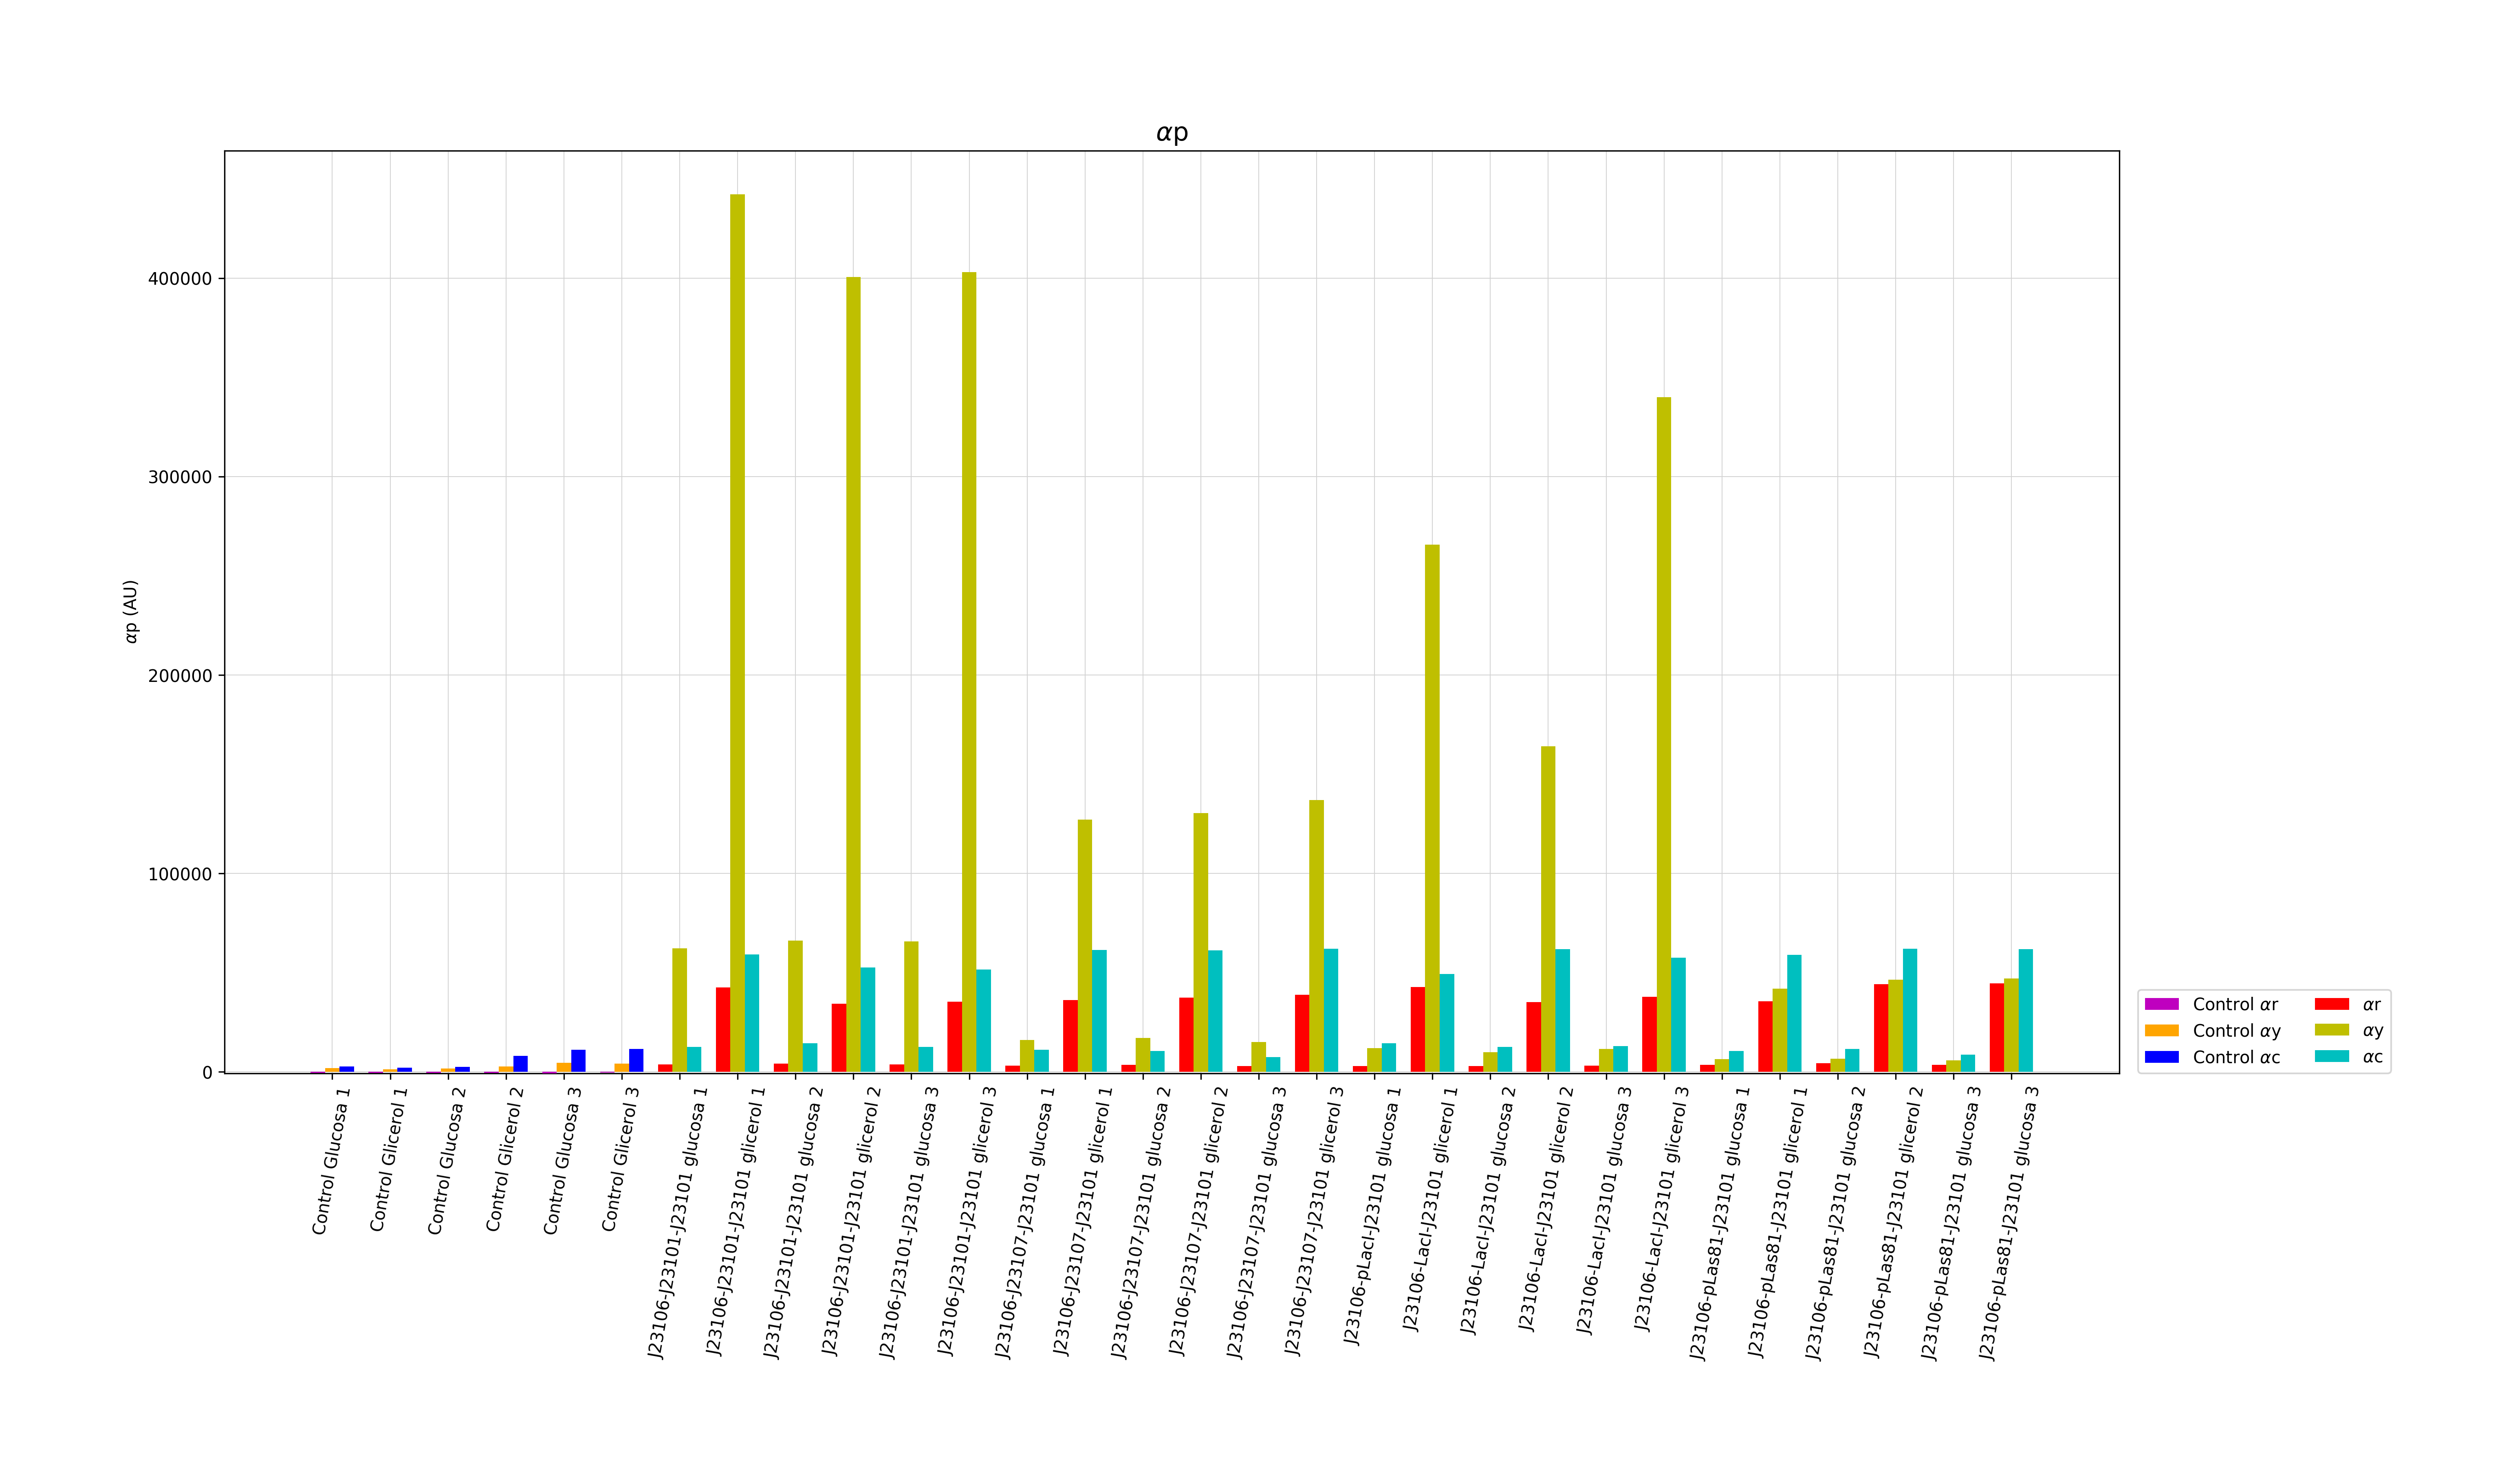 αp
αp (AU)
400000
300000
200000
100000
0
Control Glucosa 1
Control Glicerol 1
Control Glucosa 2
Control Glicerol 2
Control Glucosa 3
Control Glicerol 3
J23106-J23101-J23101 glucosa 1
J23106-J23101-J23101 glicerol 1
J23106-J23101-J23101 glucosa 2
J23106-J23101-J23101 glicerol 2
J23106-J23101-J23101 glucosa 3
J23106-J23101-J23101 glicerol 3
J23106-J23107-J23101 glucosa 1
J23106-J23107-J23101 glicerol 1
J23106-J23107-J23101 glucosa 2
J23106-J23107-J23101 glicerol 2
J23106-J23107-J23101 glucosa 3
J23106-J23107-J23101 glicerol 3
J23106-pLacI-J23101 glucosa 1
J23106-LacI-J23101 glicerol 1
J23106-LacI-J23101 glucosa 2
J23106-LacI-J23101 glicerol 2
J23106-LacI-J23101 glucosa 3
J23106-LacI-J23101 glicerol 3
J23106-pLas81-J23101 glucosa 1
J23106-pLas81-J23101 glicerol 1
J23106-pLas81-J23101 glucosa 2
J23106-pLas81-J23101 glicerol 2
J23106-pLas81-J23101 glucosa 3
J23106-pLas81-J23101 glucosa 3
Control αr
Control αy
Control αc
αr
αy
αc